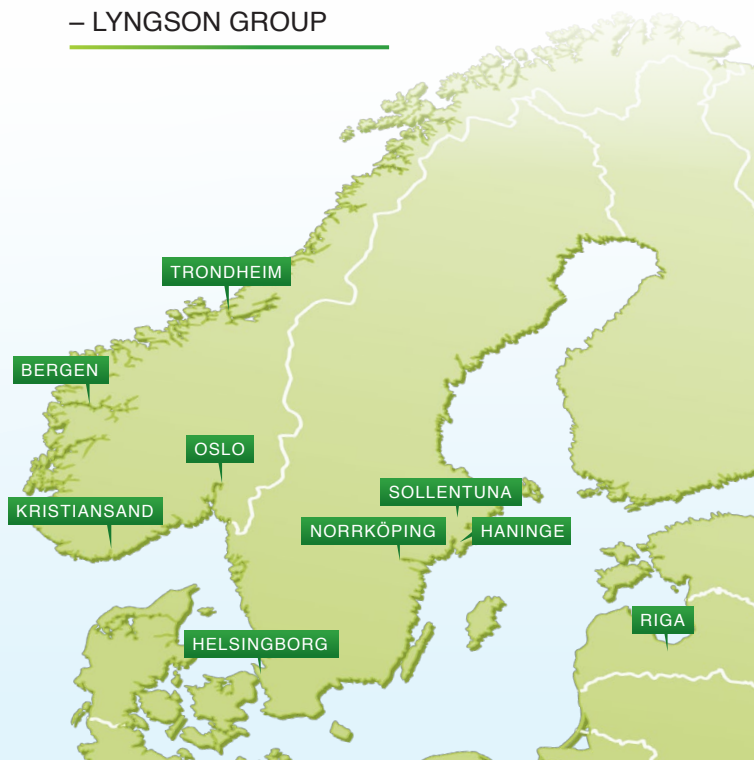 – LYNGSON GROUP
TRONDHEIM
BERGEN
OSLO
SOLLENTUNA
KRISTIANSAND
NORRKÖPING
HANINGE
RIGA
HELSINGBORG